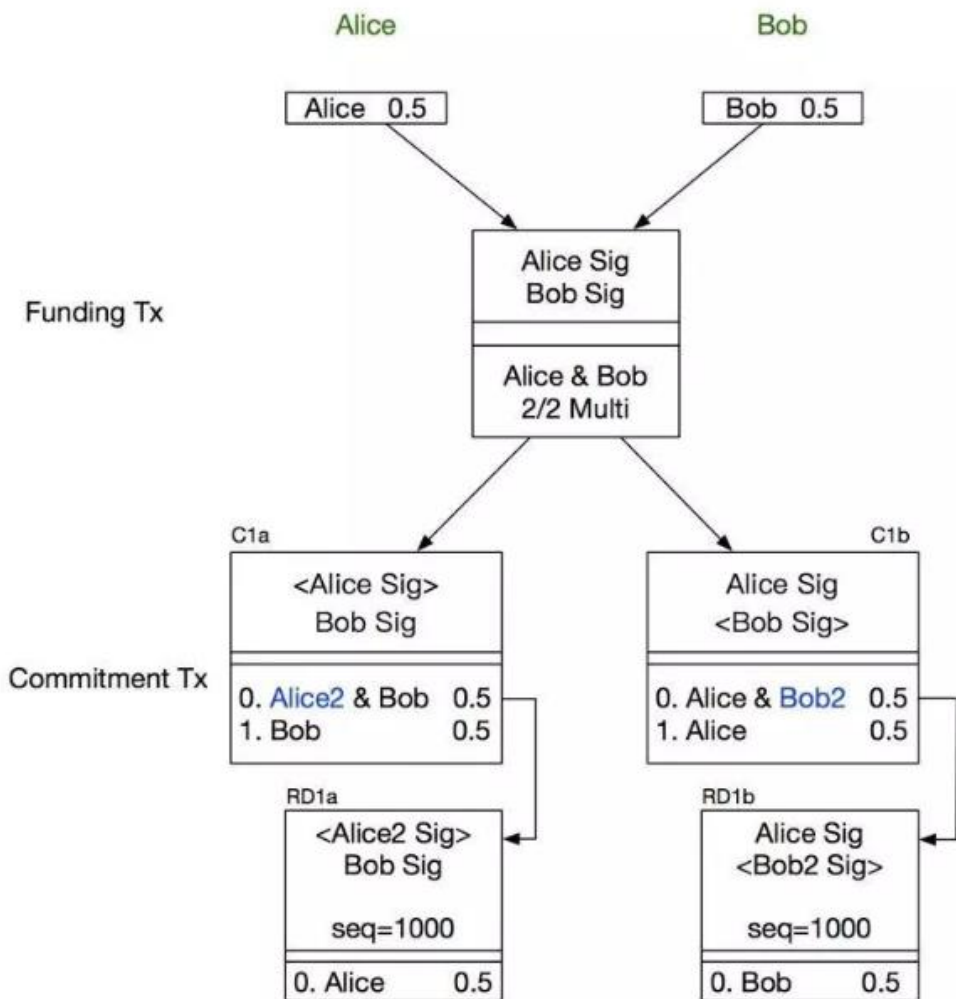 Alice
Bob
Alice 0.5
Bob 0.5
Funding Tx
Alice Sig
Bob Sig
Alice & Bob
2/2 Multi
Commitment Tx
C1a
<Alice Sig>
Bob Sig
0. Alice2 & Bob 0.5
1. Bob 0.5
C1b
Alice Sig
<Bob Sig>
0. Alice & Bob2 0.5
1. Alice 0.5
RD1a
<Alice2 Sig>
Bob Sig
seq=1000
0. Alice 0.5
RD1b
Alice Sig
<Bob2 Sig>
seq=1000
0. Bob 0.5